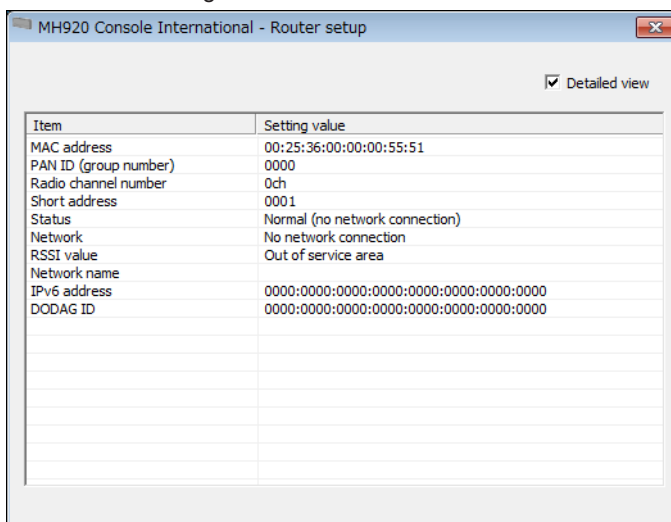 MH920 Console International - Router setup
Detailed view
Item Setting value
MAC address 00:25:36:00:00:00:55:51
PAN ID (group number) 0000
Radio channel number 0ch
Short address 0001
Status Normal (no network connection)
Network No network connection
RSSI value Out of service area
Network name
IPv6 address 0000:0000:0000:0000:0000:0000:0000:0000
DODAG ID 0000:0000:0000:0000:0000:0000:0000:0000